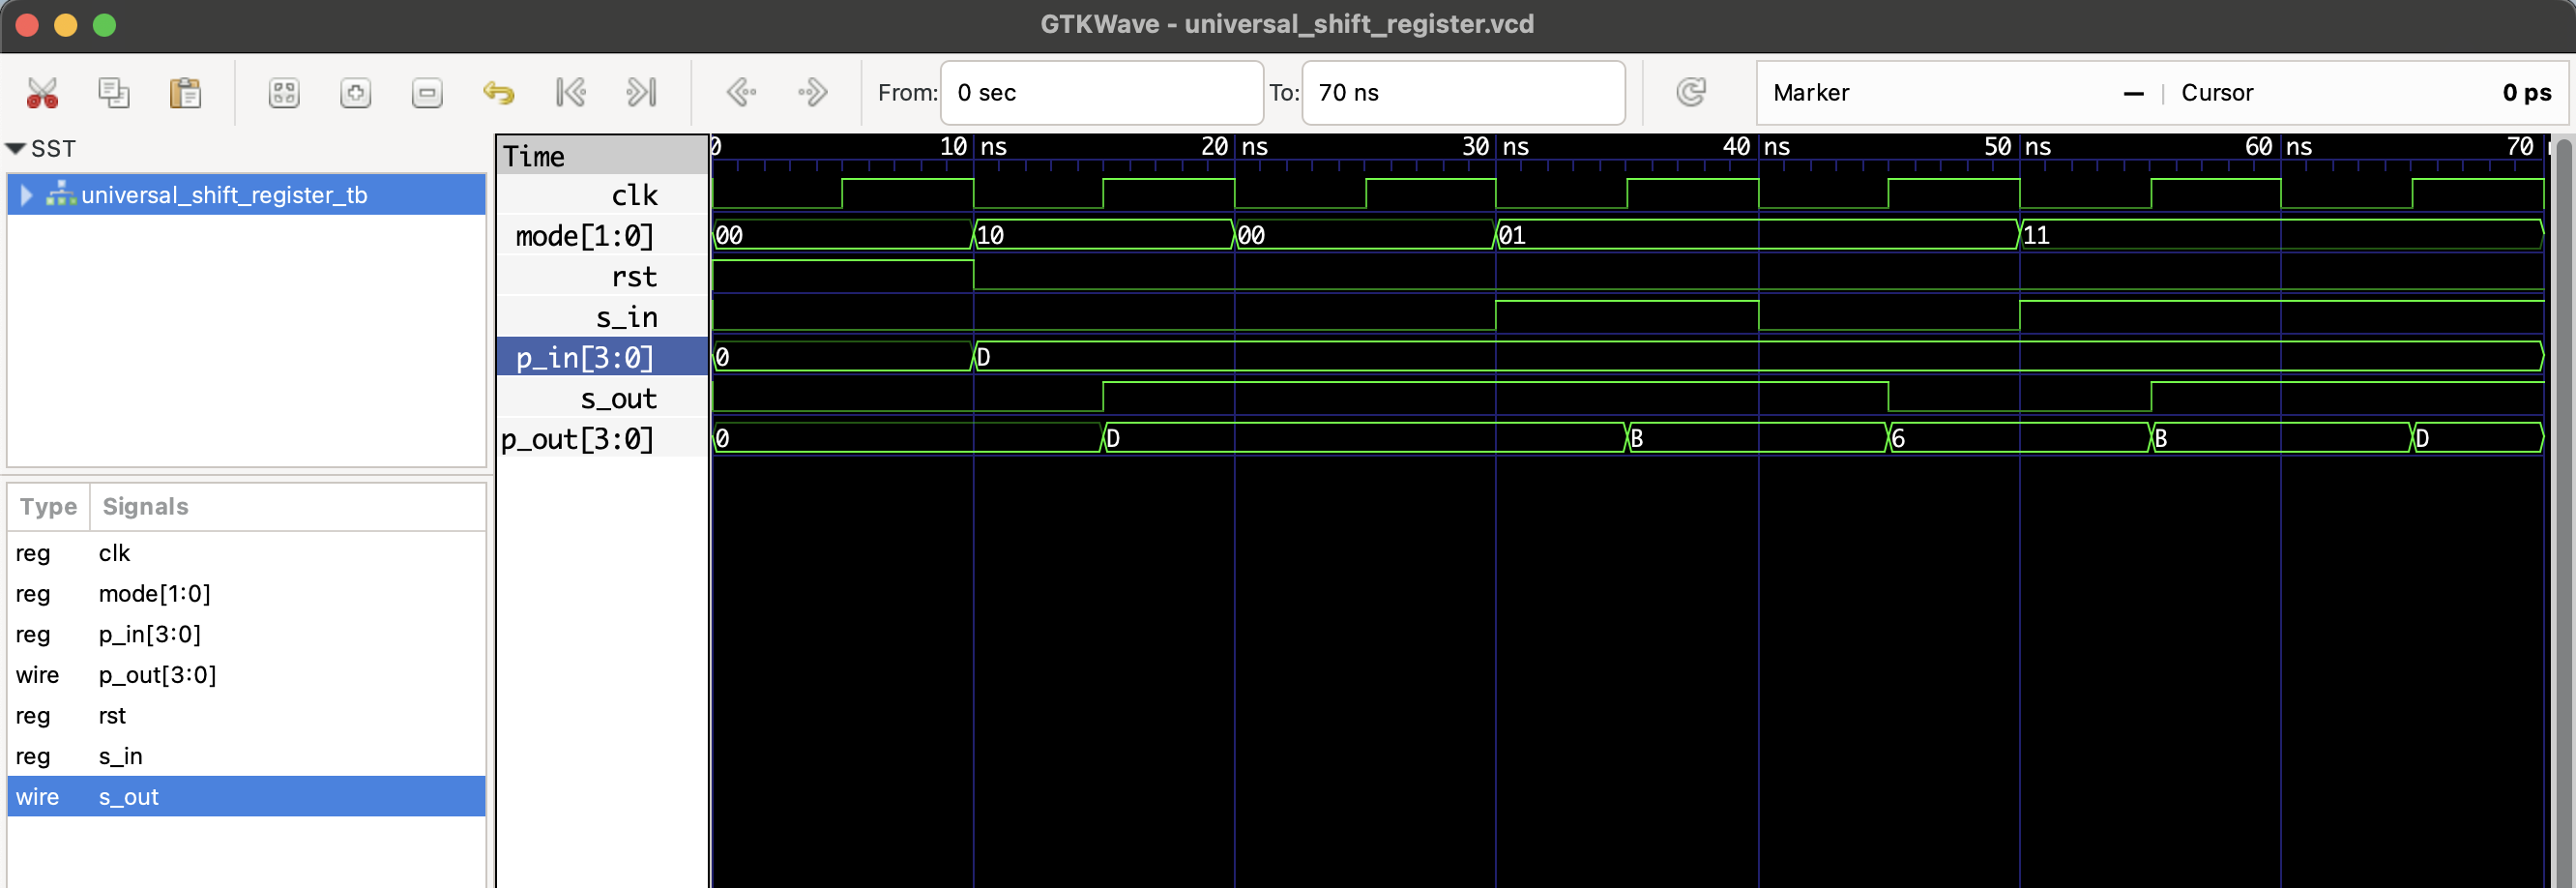 GTKWave - universal_shift_register.vcd
From: 0 sec To: 70 ns Marker — | Cursor 0 ps
SST
universal_shift_register_tb
Type Signals
reg clk
reg mode[1:0]
reg p_in[3:0]
wire p_out[3:0]
reg rst
reg s_in
wire s_out
Time 0 10 ns 20 ns 30 ns 40 ns 50 ns 60 ns 70
clk
mode[1:0] 00 10 00 01 11
rst
s_in
p_in[3:0] 0 D
s_out
p_out[3:0] 0 D B 6 B D